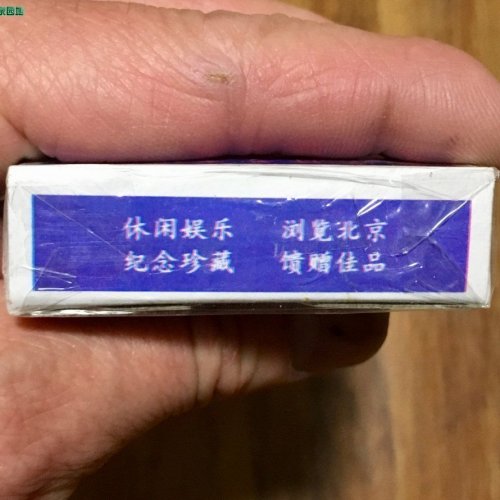 休闲娱乐 浏览北京
纪念珍藏 馈赠佳品